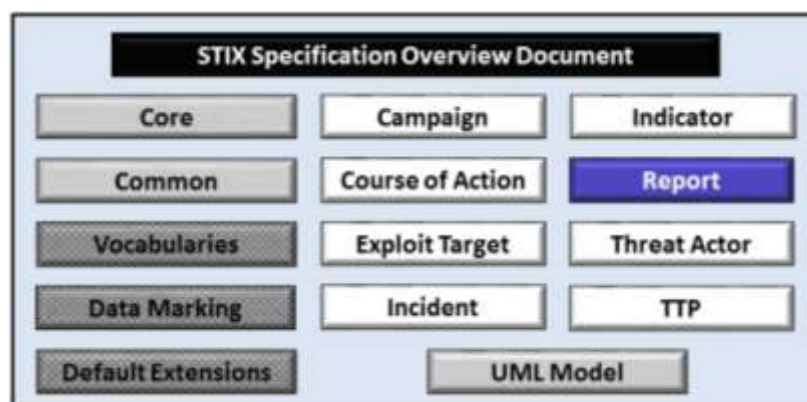 STIX Specification Overview Document
Core Campaign Indicator
Common Course of Action Report
Vocabularies Exploit Target Threat Actor
Data Marking Incident TTP
Default Extensions UML Model